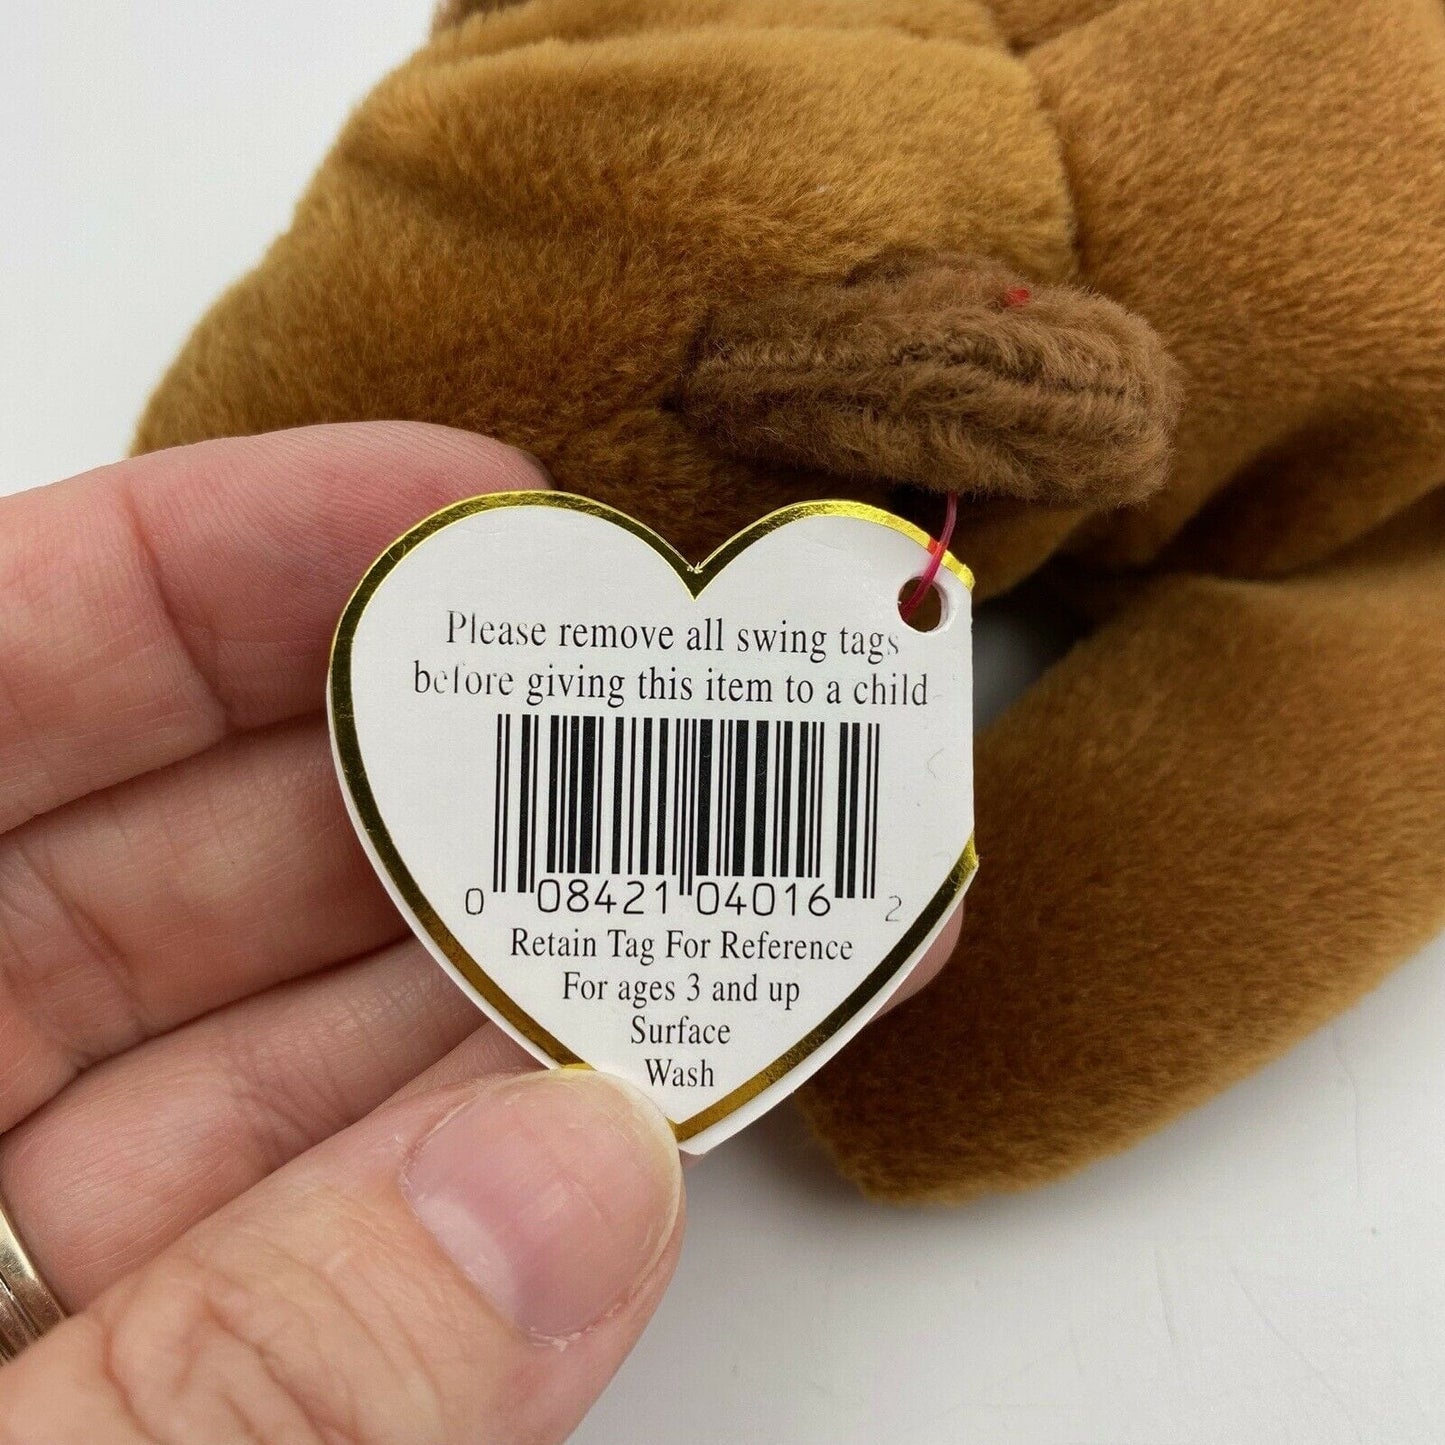 Please remove all swing tags
before giving this item to a child
0 08421 04016 2
Retain Tag For Reference
For ages 3 and up
Surface
Wash